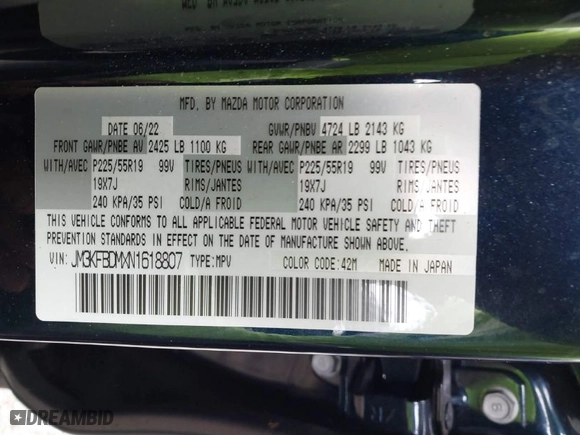 MFD. BY MAZDA MOTOR CORPORATION
DATE 06/22 GVWR/PNBV 4724 LB 2143 KG
FRONT GAWR/PNBE AV 2425 LB 1100 KG REAR GAWR/PNBE AR 2299 LB 1043 KG
WITH/AVEC P225/55R19 99V TIRES/PNEUS WITH/AVEC P225/55R19 99V TIRES/PNEUS
19X7J RIMS/JANTES 19X7J RIMS/JANTES
240 KPA/35 PSI COLD/A FROID 240 KPA/35 PSI COLD/A FROID
THIS VEHICLE CONFORMS TO ALL APPLICABLE FEDERAL MOTOR VEHICLE SAFETY AND THEFT
PREVENTION STANDARDS IN EFFECT ON THE DATE OF MANUFACTURE SHOWN ABOVE.
VIN: JM3KFBDMXN1618807 TYPE: MPV COLOR CODE: 42M MADE IN JAPAN
DREAMBID